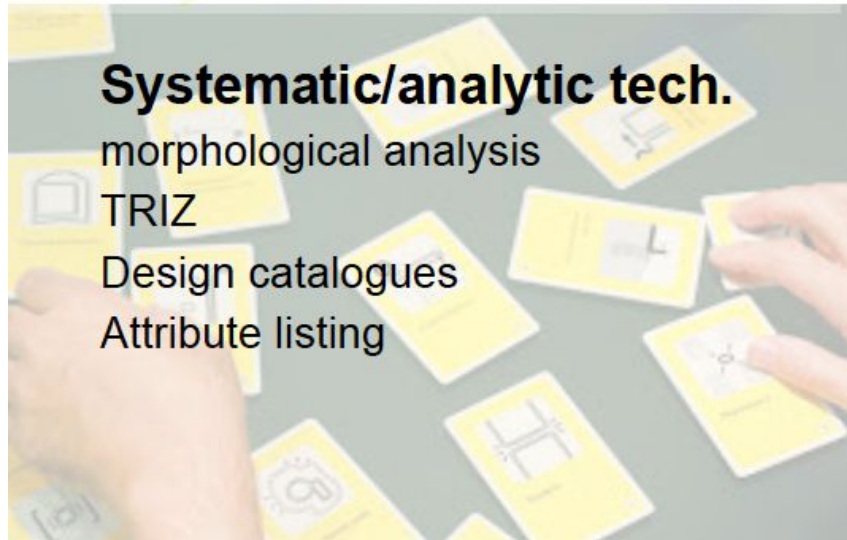 Systematic/analytic tech.
morphological analysis
TRIZ
Design catalogues
Attribute listing